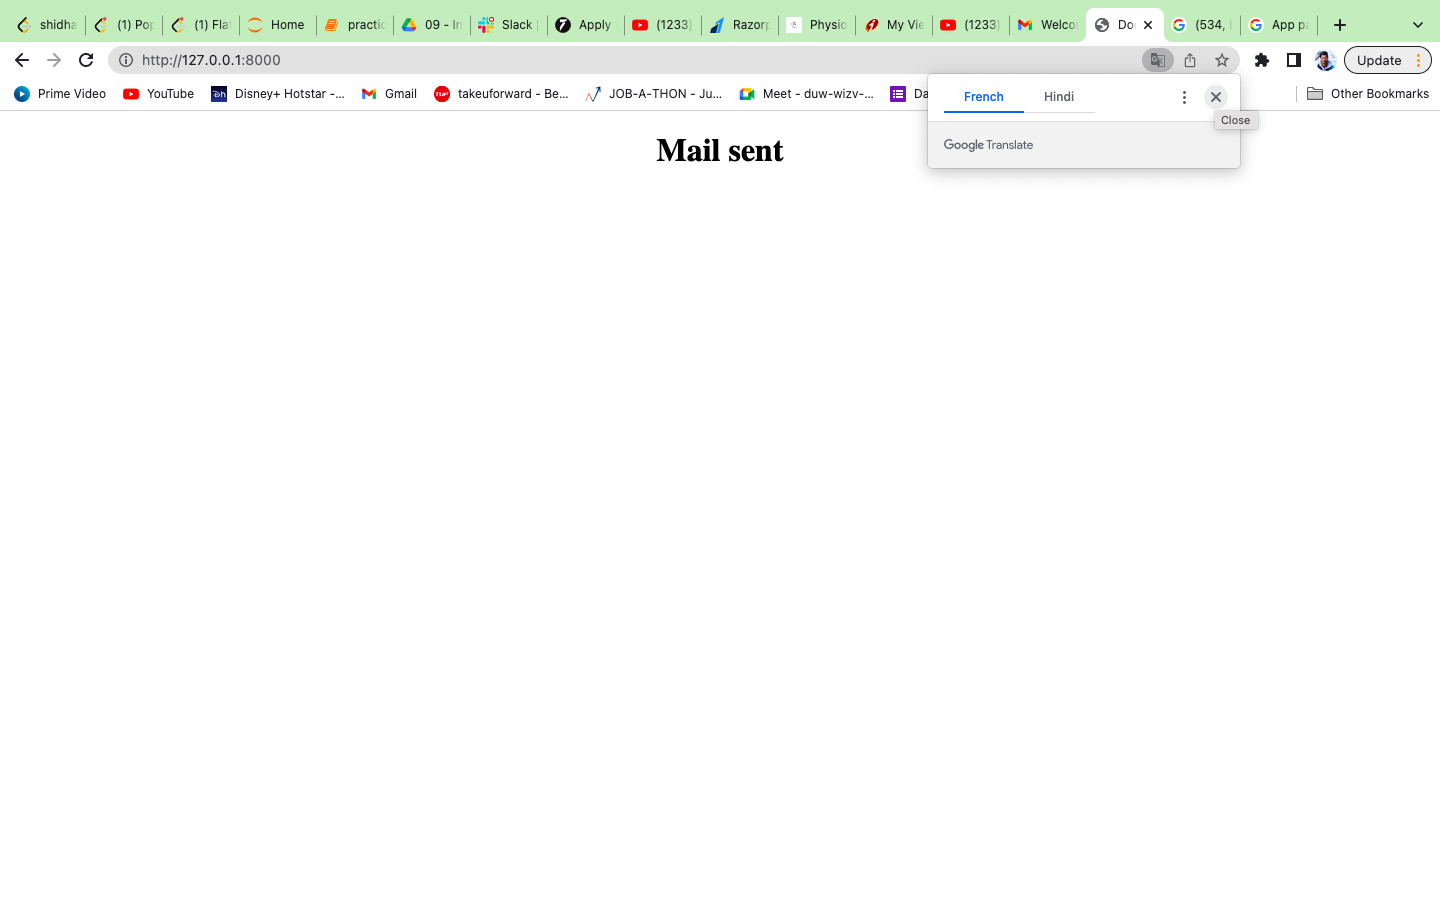 shidha (1) Pop (1) Fla Home practic 09 - In Slack Apply (1233) Razorp Physio My Vie (1233) Welco Do (534, App pa
http://127.0.0.1:8000 Update
Prime Video YouTube Disney+ Hotstar -... Gmail takeuforward - Be... JOB-A-THON - Ju... Meet - duw-wizv-... Da Other Bookmarks
French Hindi
Close
Google Translate
Mail sent